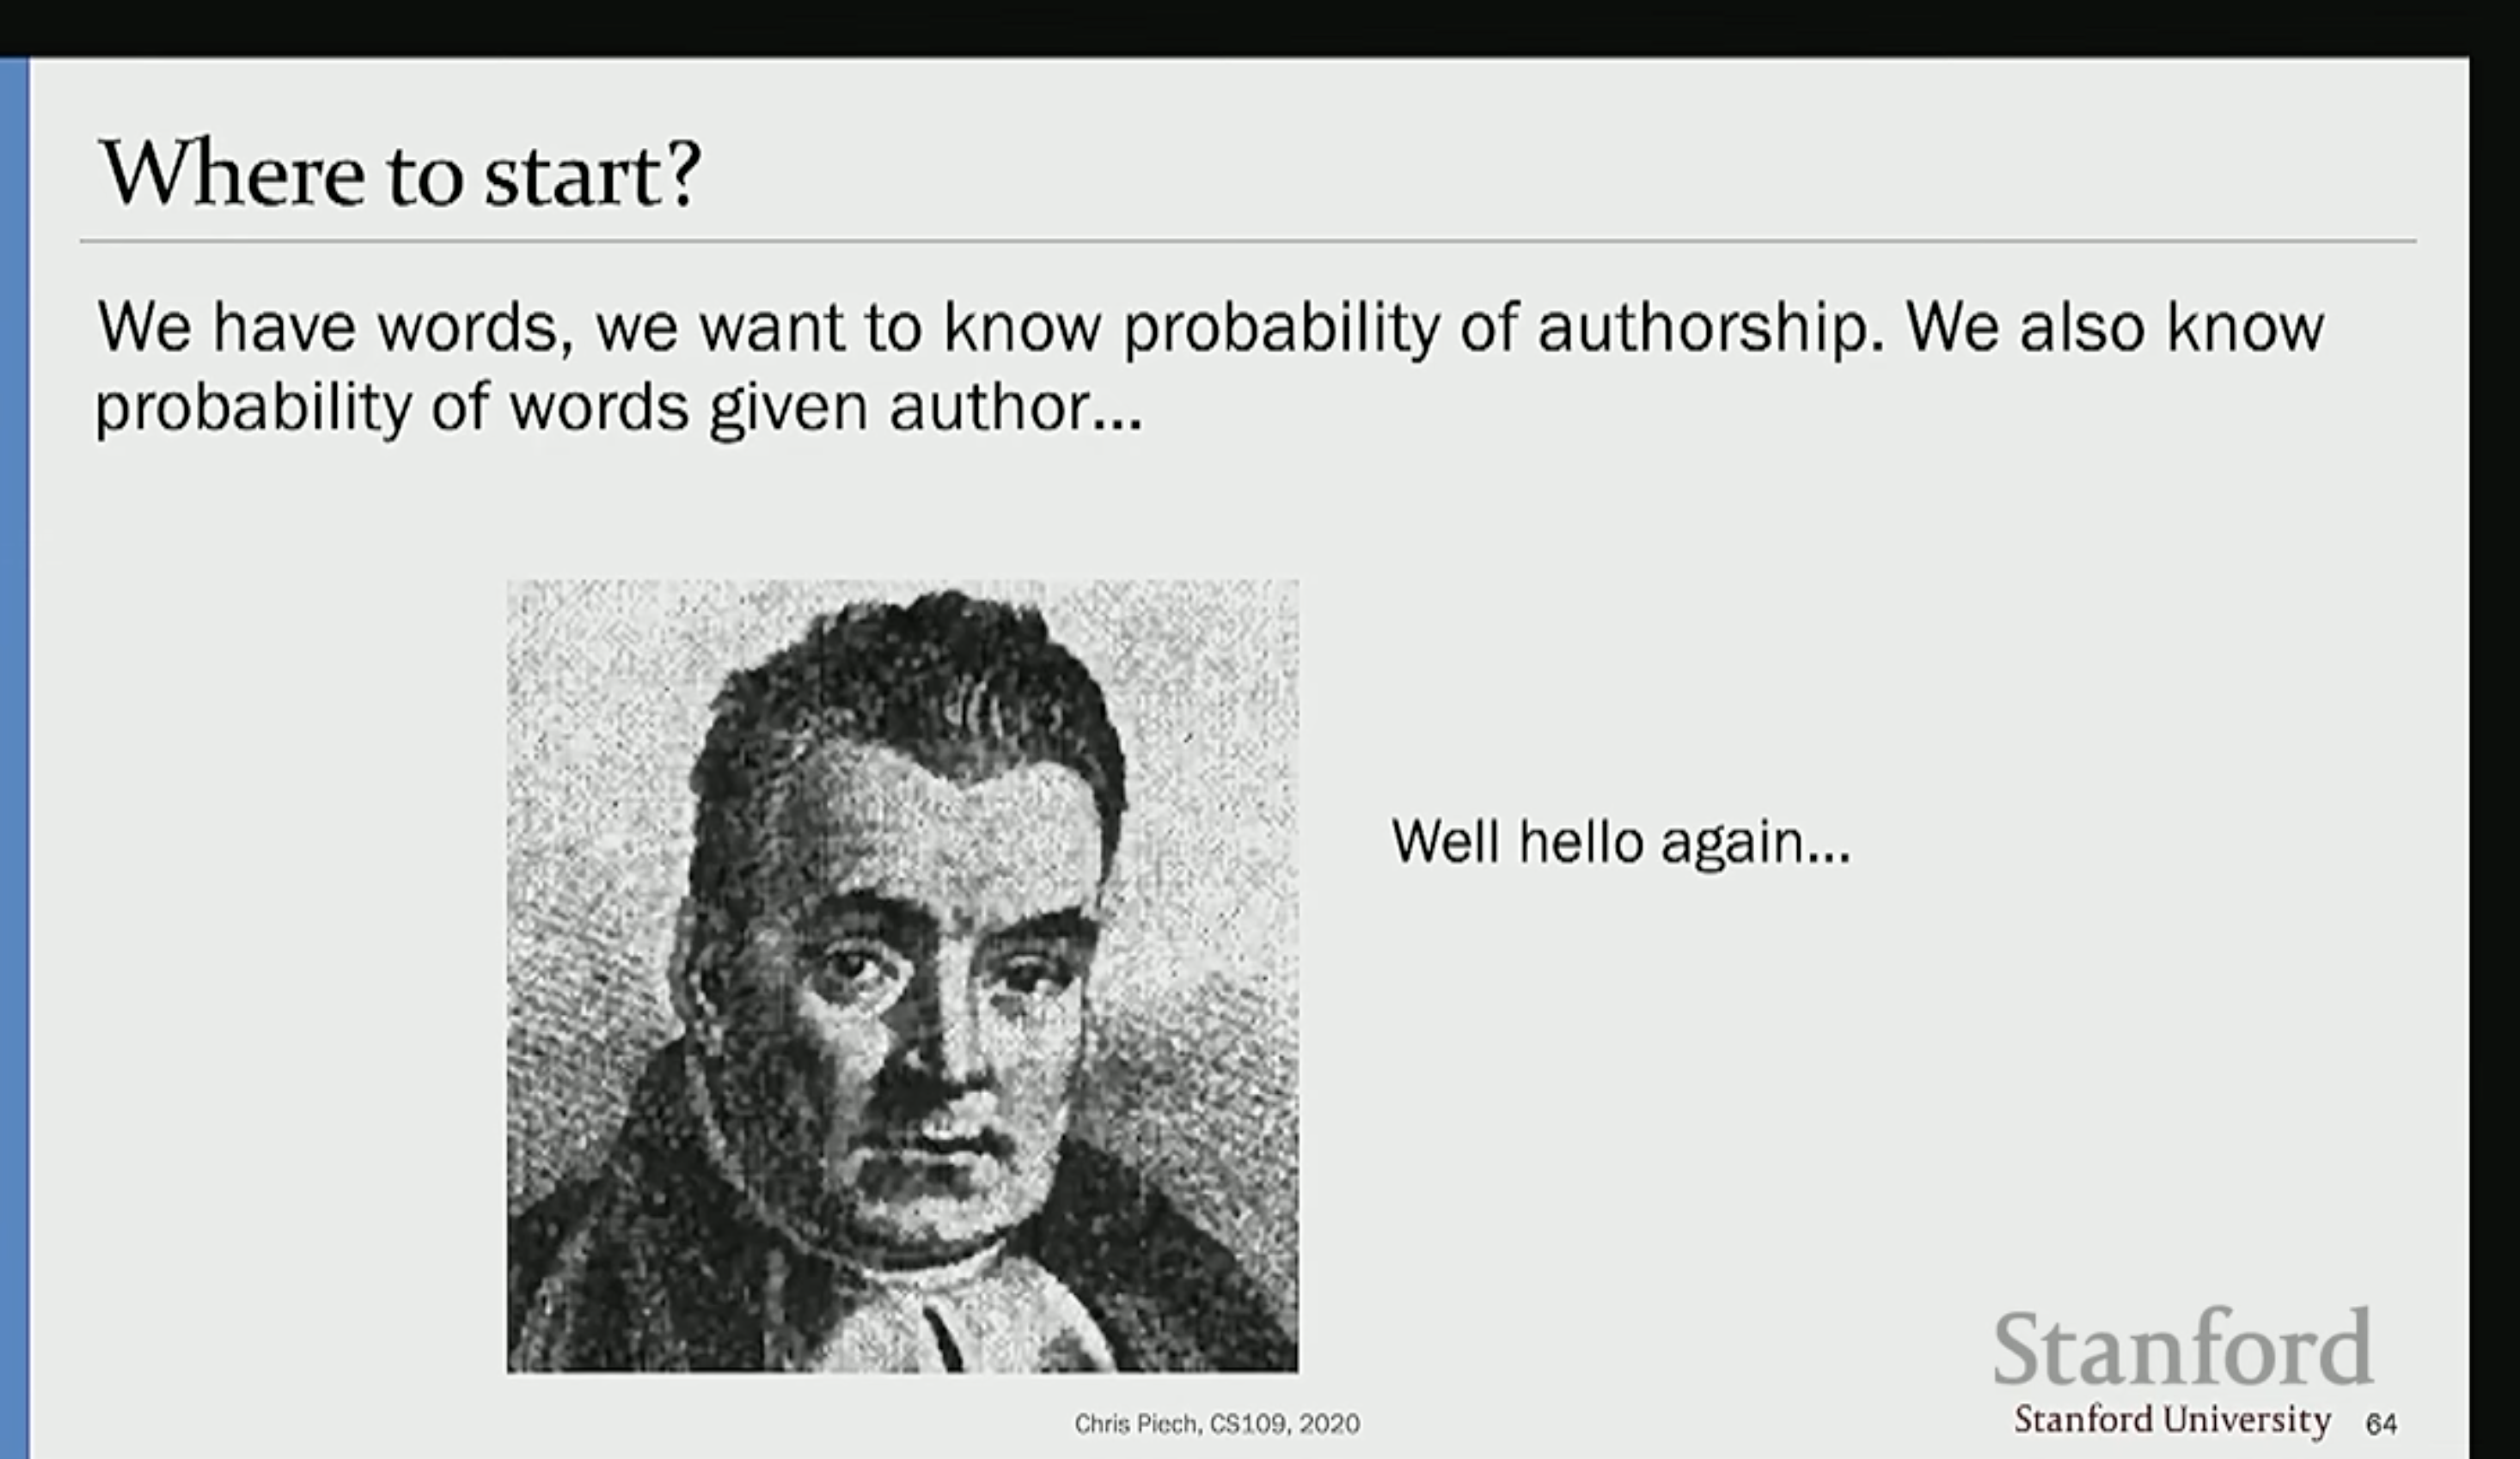 Where to start?
We have words, we want to know probability of authorship. We also know
probability of words given author...
Well hello again...
Chris Piech, CS109, 2020
Stanford
Stanford University 64